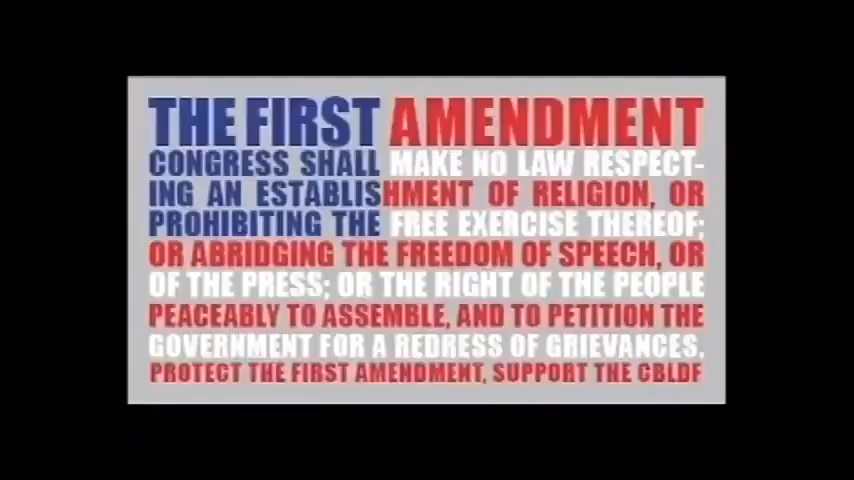 THE FIRST AMENDMENT
CONGRESS SHALL MAKE NO LAW RESPECT-
ING AN ESTABLISHMENT OF RELIGION, OR
PROHIBITING THE FREE EXERCISE THEREOF;
OR ABRIDGING THE FREEDOM OF SPEECH, OR
OF THE PRESS; OR THE RIGHT OF THE PEOPLE
PEACEABLY TO ASSEMBLE, AND TO PETITION THE
GOVERNMENT FOR A REDRESS OF GRIEVANCES.
PROTECT THE FIRST AMENDMENT, SUPPORT THE CBLDF